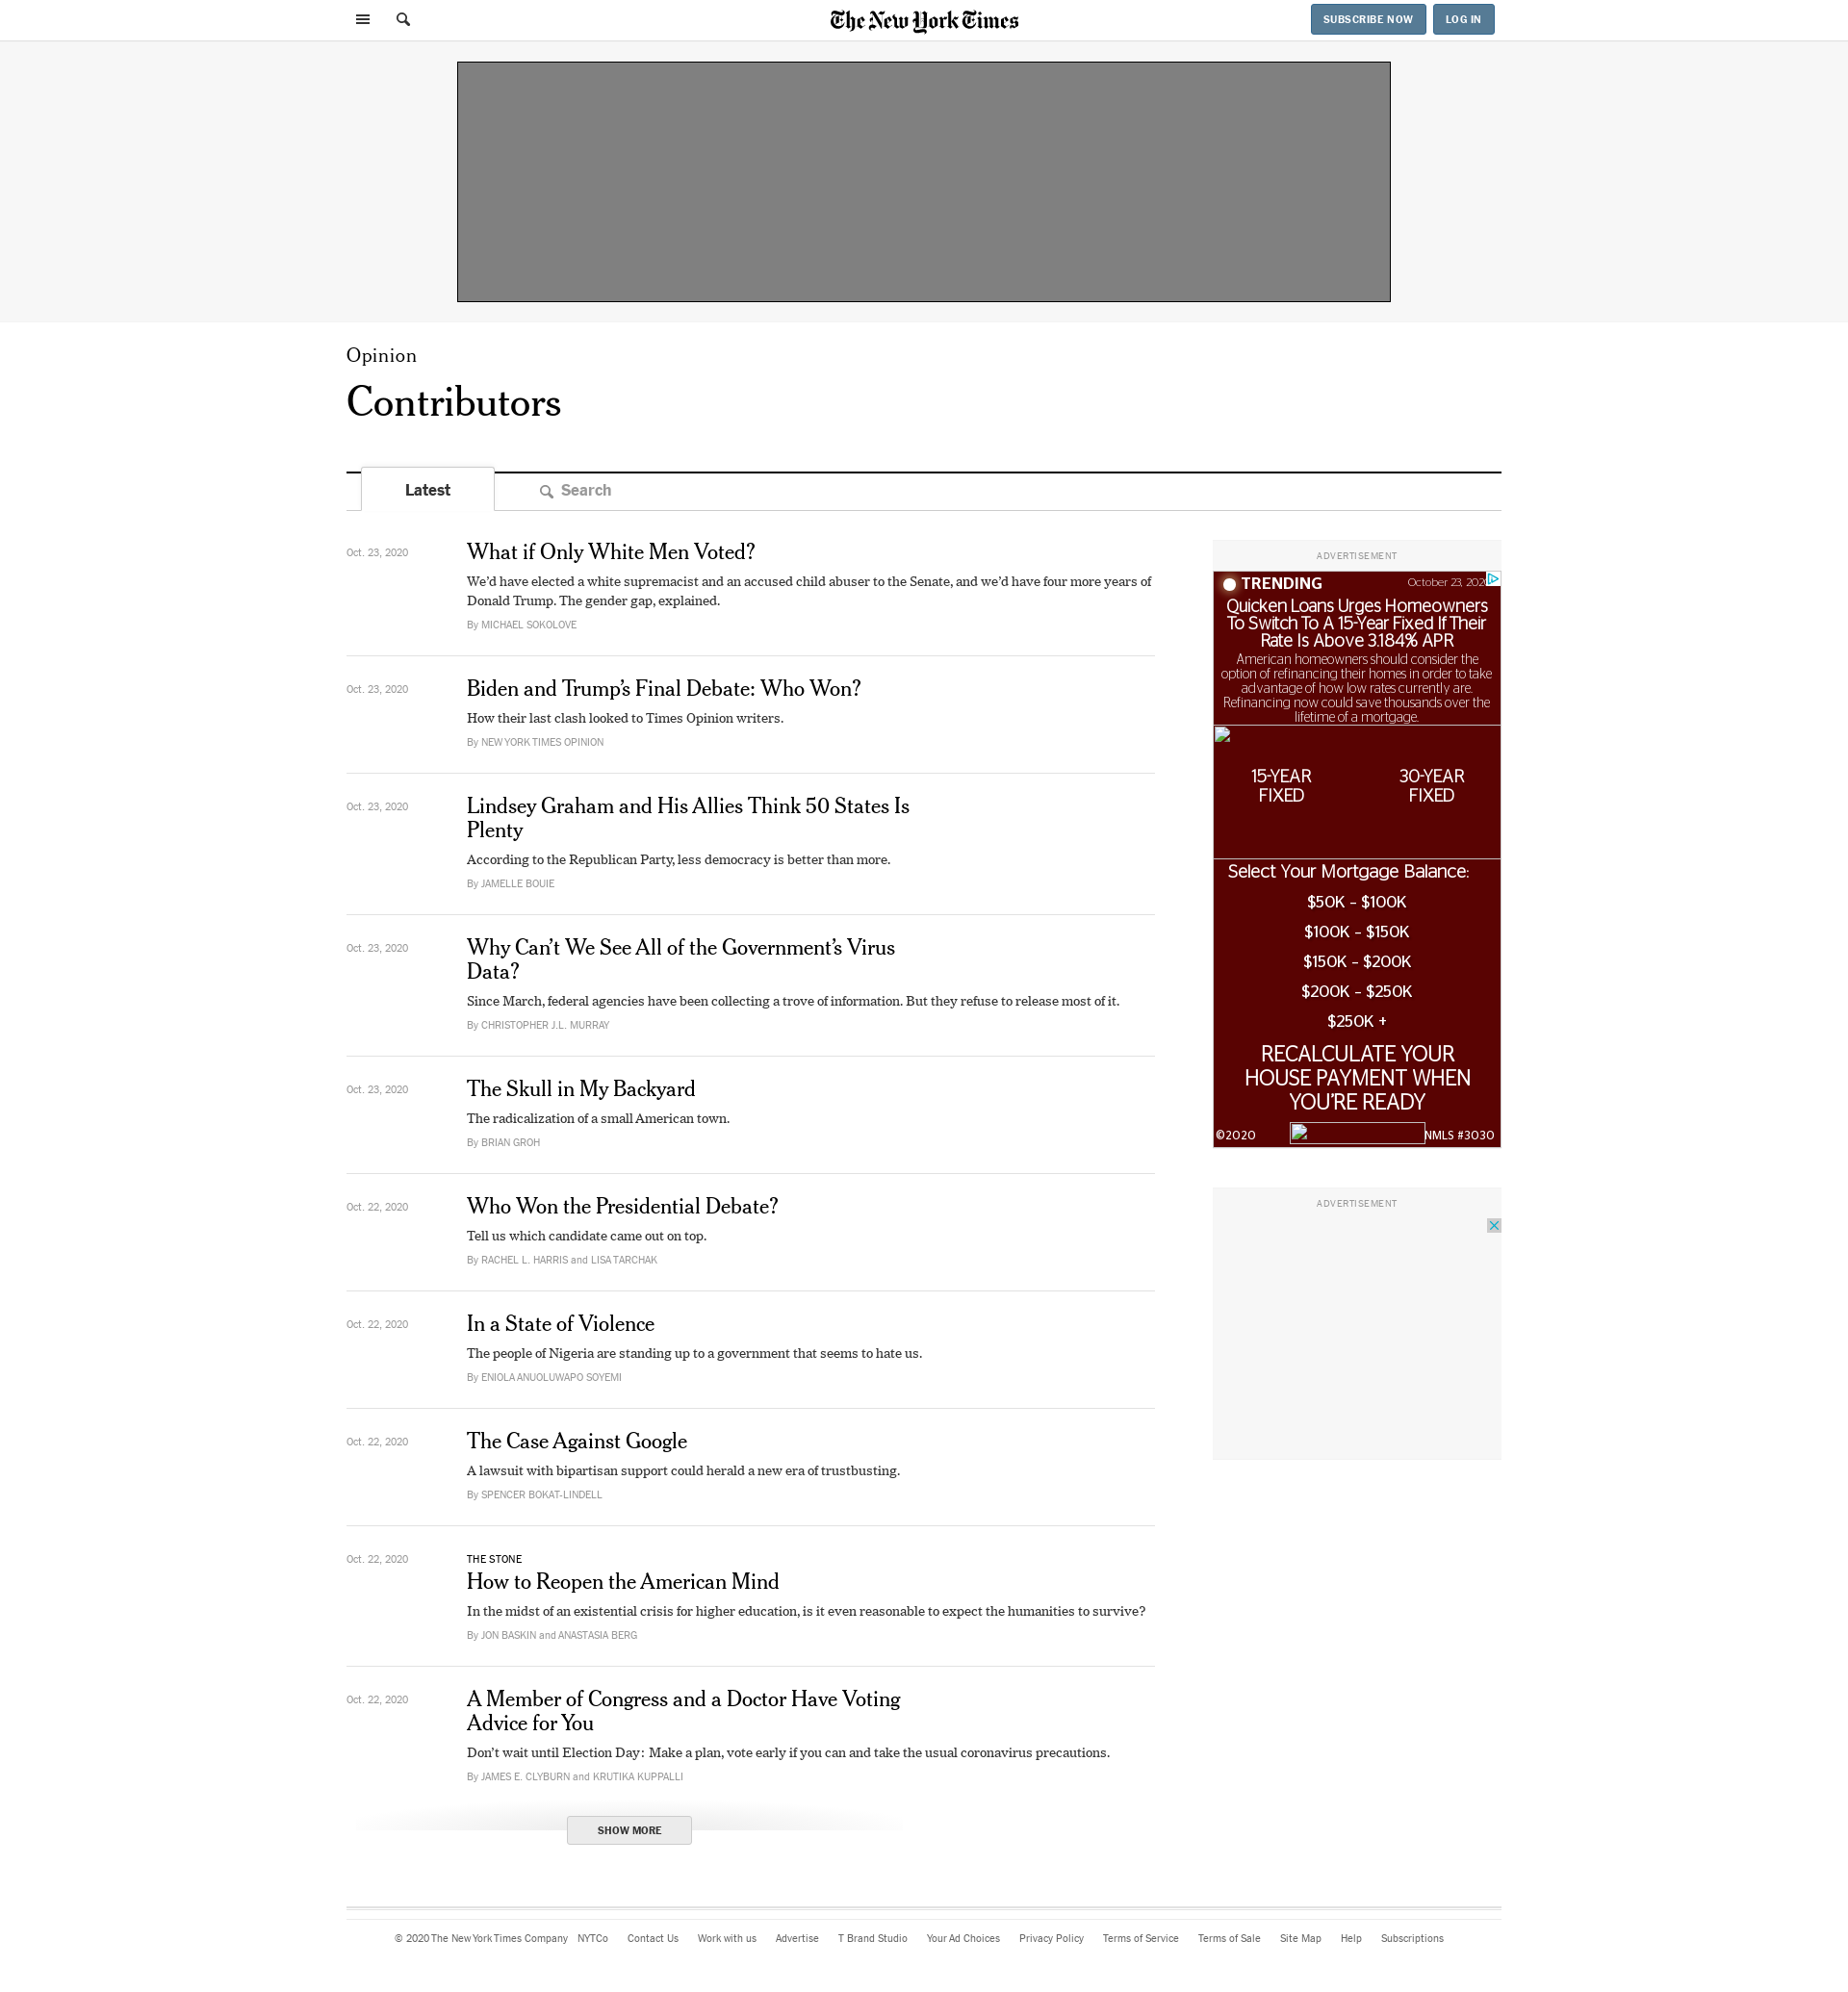 The New York Times
SUBSCRIBE NOW
LOG IN
Opinion
Contributors
Latest
Search
Oct. 23, 2020
What if Only White Men Voted?
We’d have elected a white supremacist and an accused child abuser to the Senate, and we’d have four more years of
Donald Trump. The gender gap, explained.
By MICHAEL SOKOLOVE
Oct. 23, 2020
Biden and Trump’s Final Debate: Who Won?
How their last clash looked to Times Opinion writers.
By NEW YORK TIMES OPINION
Oct. 23, 2020
Lindsey Graham and His Allies Think 50 States Is
Plenty
According to the Republican Party, less democracy is better than more.
By JAMELLE BOUIE
Oct. 23, 2020
Why Can’t We See All of the Government’s Virus
Data?
Since March, federal agencies have been collecting a trove of information. But they refuse to release most of it.
By CHRISTOPHER J.L. MURRAY
Oct. 23, 2020
The Skull in My Backyard
The radicalization of a small American town.
By BRIAN GROH
Oct. 22, 2020
Who Won the Presidential Debate?
Tell us which candidate came out on top.
By RACHEL L. HARRIS and LISA TARCHAK
Oct. 22, 2020
In a State of Violence
The people of Nigeria are standing up to a government that seems to hate us.
By ENIOLA ANUOLUWAPO SOYEMI
Oct. 22, 2020
The Case Against Google
A lawsuit with bipartisan support could herald a new era of trustbusting.
By SPENCER BOKAT-LINDELL
Oct. 22, 2020
THE STONE
How to Reopen the American Mind
In the midst of an existential crisis for higher education, is it even reasonable to expect the humanities to survive?
By JON BASKIN and ANASTASIA BERG
Oct. 22, 2020
A Member of Congress and a Doctor Have Voting
Advice for You
Don’t wait until Election Day: Make a plan, vote early if you can and take the usual coronavirus precautions.
By JAMES E. CLYBURN and KRUTIKA KUPPALLI
SHOW MORE
ADVERTISEMENT
TRENDING
October 23, 202
Quicken Loans Urges Homeowners
To Switch To A 15-Year Fixed If Their
Rate Is Above 3.184% APR
American homeowners should consider the
option of refinancing their homes in order to take
advantage of how low rates currently are.
Refinancing now could save thousands over the
lifetime of a mortgage.
15-YEAR
FIXED
30-YEAR
FIXED
Select Your Mortgage Balance:
$50K - $100K
$100K - $150K
$150K - $200K
$200K - $250K
$250K +
RECALCULATE YOUR
HOUSE PAYMENT WHEN
YOU’RE READY
©2020
NMLS #3030
ADVERTISEMENT
© 2020 The New York Times Company
NYTCo
Contact Us
Work with us
Advertise
T Brand Studio
Your Ad Choices
Privacy Policy
Terms of Service
Terms of Sale
Site Map
Help
Subscriptions